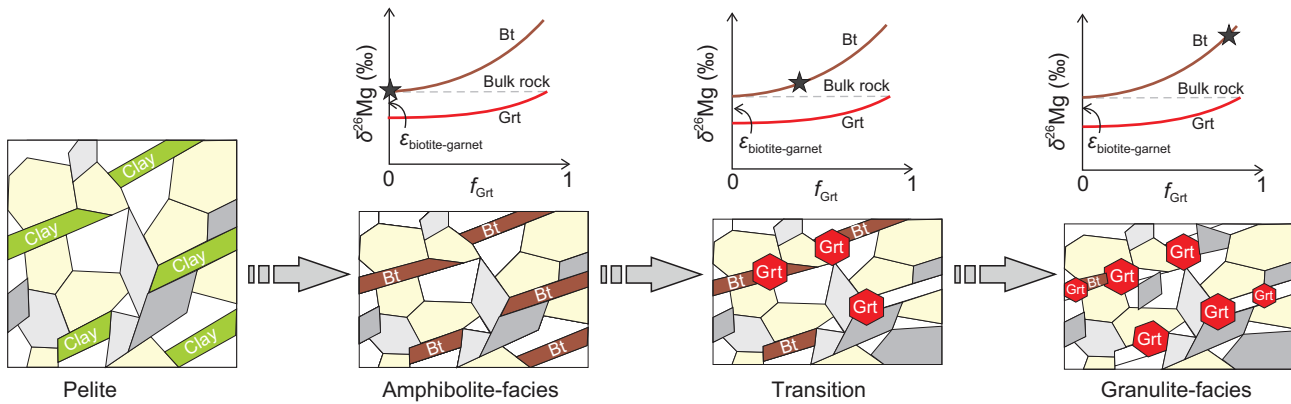 δ26Mg (‰)
Bt
Bulk rock
Grt
εbiotite-garnet
0
1
fGrt
δ26Mg (‰)
Bt
Bulk rock
Grt
εbiotite-garnet
0
1
fGrt
δ26Mg (‰)
Bt
Bulk rock
Grt
εbiotite-garnet
0
1
fGrt
Clay
Clay
Clay
Clay
Clay
Pelite
Bt
Bt
Bt
Bt
Bt
Amphibolite-facies
Bt
Grt
Grt
Bt
Grt
Bt
Transition
Grt
Grt
Bt
Grt
Grt
Grt
Grt
Granulite-facies